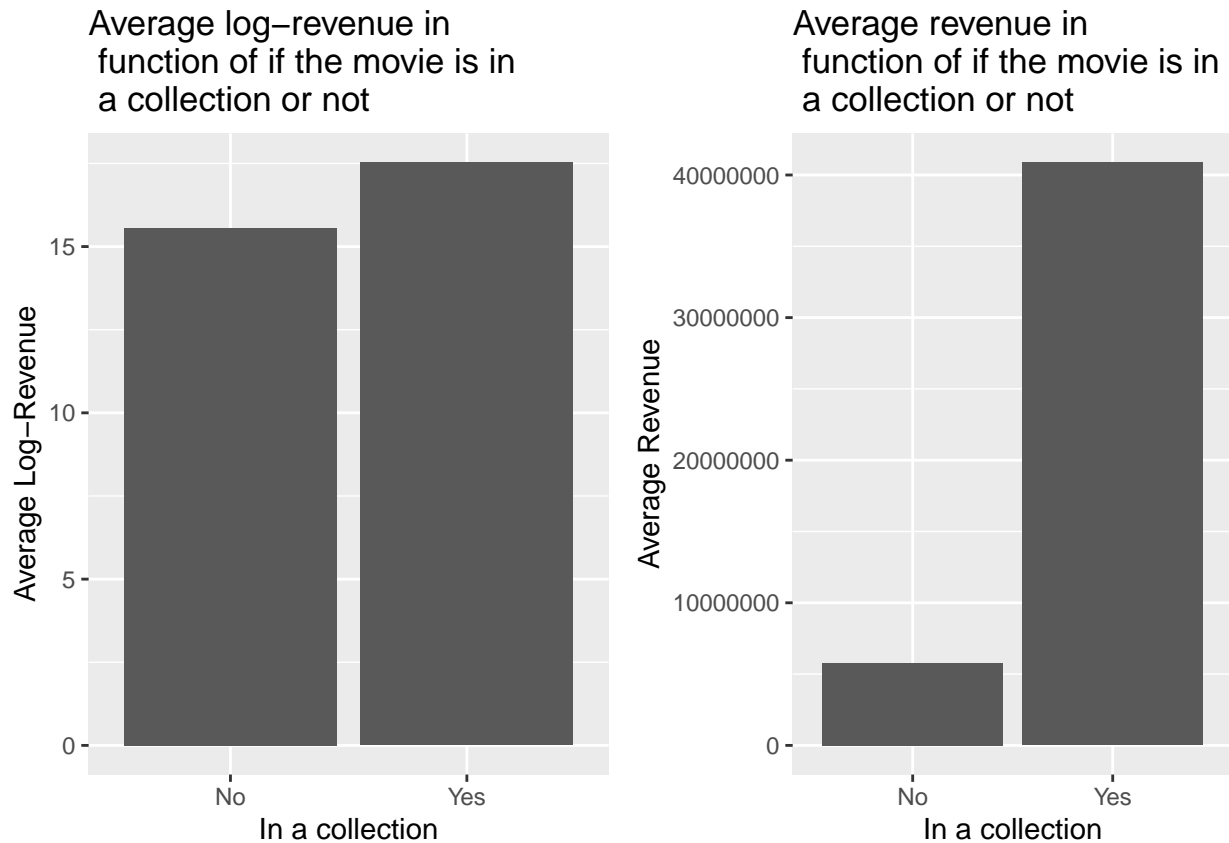 Average log−revenue in
function of if the movie is in
a collection or not
Average Log−Revenue
15
10
5
0
No
Yes
In a collection
Average revenue in
function of if the movie is in
a collection or not
Average Revenue
40000000
30000000
20000000
10000000
0
No
Yes
In a collection